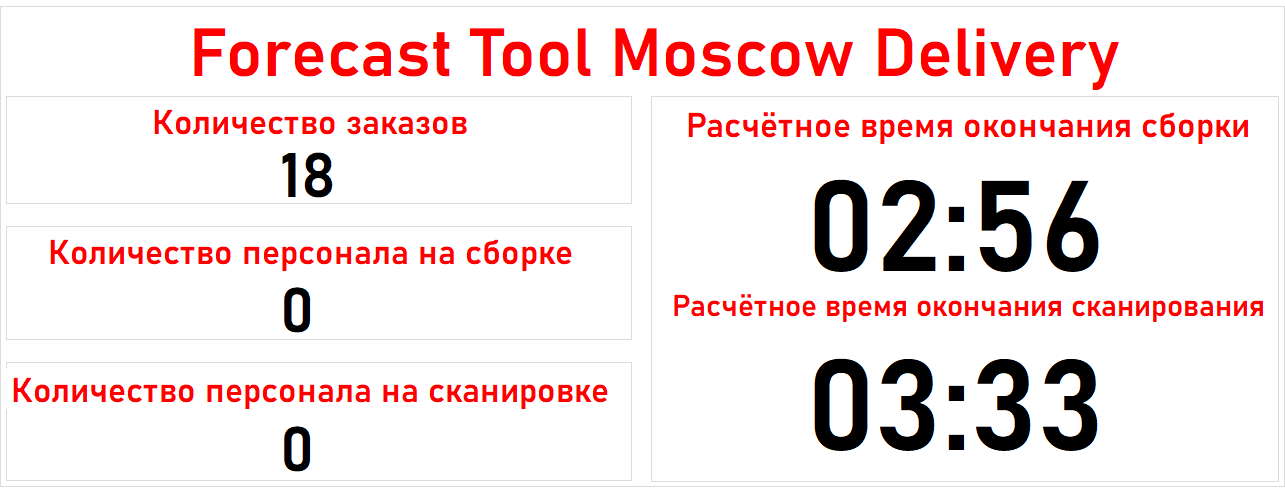 Forecast Tool Moscow Delivery
Количество заказов
18
Количество персонала на сборке
0
Количество персонала на сканировке
0
Расчётное время окончания сборки
02:56
Расчётное время окончания сканирования
03:33